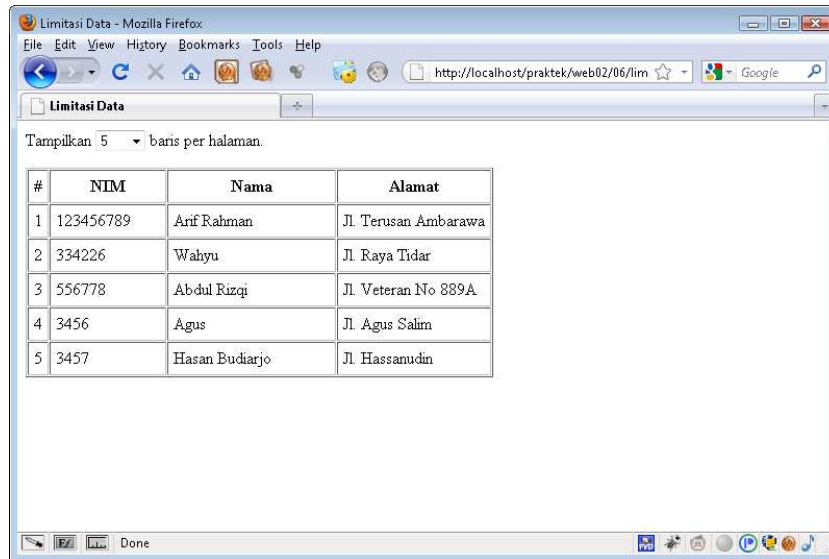 Limitasi Data - Mozilla Firefox
File Edit View History Bookmarks Tools Help
http://localhost/praktek/web02/06/lim Google
Limitasi Data
Tampilkan 5 baris per halaman.
# NIM Nama Alamat
1 123456789 Arif Rahman Jl. Terusan Ambarawa
2 334226 Wahyu Jl. Raya Tidar
3 556778 Abdul Rizqi Jl. Veteran No 889A
4 3456 Agus Jl. Agus Salim
5 3457 Hasan Budiarjo Jl. Hassanudin
Done